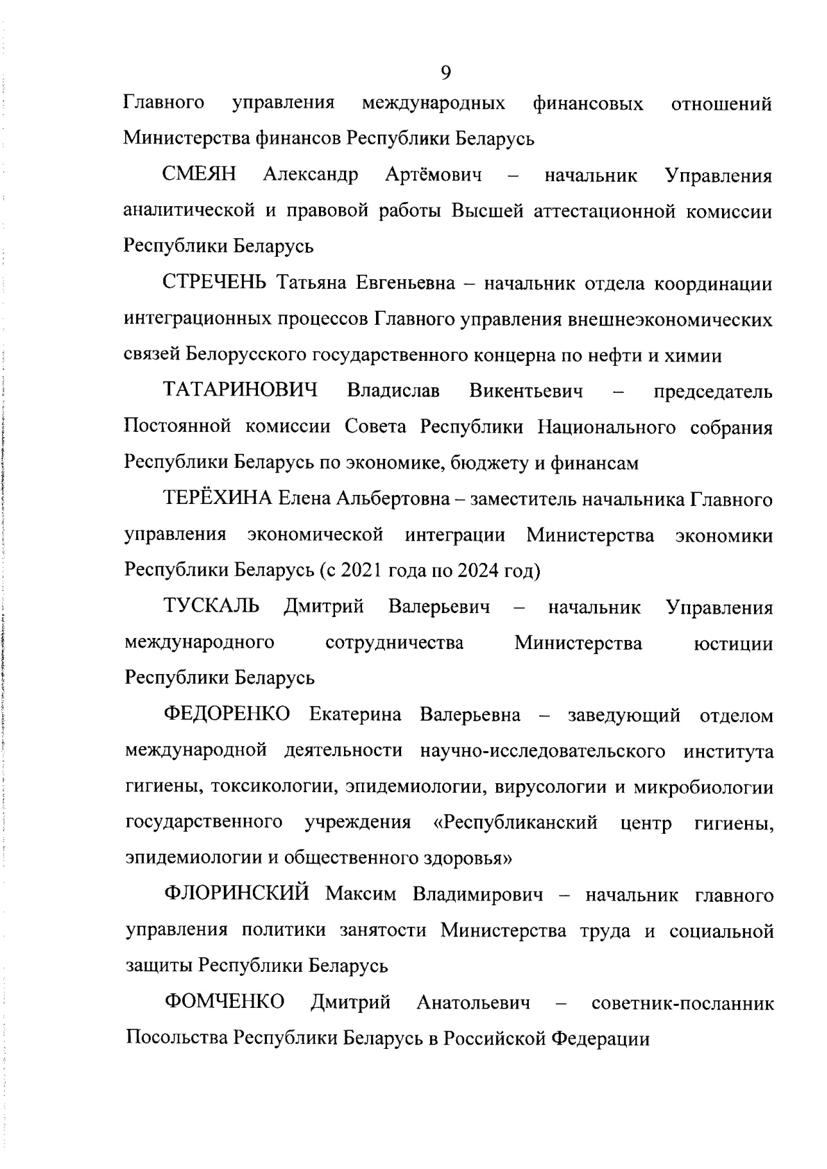 9
Главного управления международных финансовых отношений
Министерства финансов Республики Беларусь
СМЕЯН Александр Артёмович – начальник Управления
аналитической и правовой работы Высшей аттестационной комиссии
Республики Беларусь
СТРЕЧЕНЬ Татьяна Евгеньевна – начальник отдела координации
интеграционных процессов Главного управления внешнеэкономических
связей Белорусского государственного концерна по нефти и химии
ТАТАРИНОВИЧ Владислав Викентьевич – председатель
Постоянной комиссии Совета Республики Национального собрания
Республики Беларусь по экономике, бюджету и финансам
ТЕРЁХИНА Елена Альбертовна – заместитель начальника Главного
управления экономической интеграции Министерства экономики
Республики Беларусь (с 2021 года по 2024 год)
ТУСКАЛЬ Дмитрий Валерьевич – начальник Управления
международного сотрудничества Министерства юстиции
Республики Беларусь
ФЕДОРЕНКО Екатерина Валерьевна – заведующий отделом
международной деятельности научно-исследовательского института
гигиены, токсикологии, эпидемиологии, вирусологии и микробиологии
государственного учреждения «Республиканский центр гигиены,
эпидемиологии и общественного здоровья»
ФЛОРИНСКИЙ Максим Владимирович – начальник главного
управления политики занятости Министерства труда и социальной
защиты Республики Беларусь
ФОМЧЕНКО Дмитрий Анатольевич – советник-посланник
Посольства Республики Беларусь в Российской Федерации